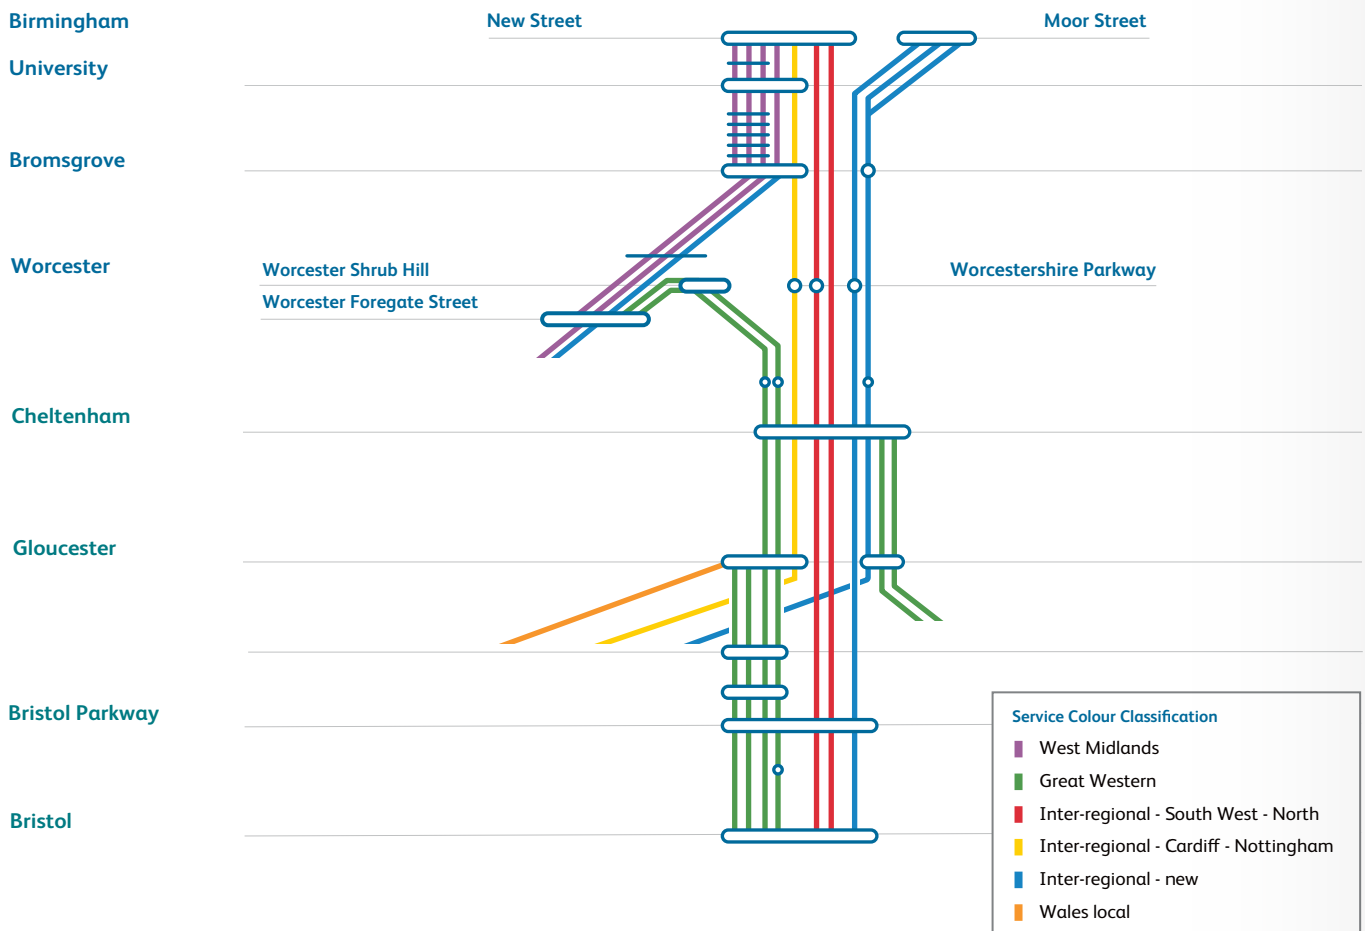 Birmingham
New Street
Moor Street
University
Bromsgrove
Worcester
Worcester Shrub Hill
Worcestershire Parkway
Worcester Foregate Street
Cheltenham
Gloucester
Bristol Parkway
Bristol
Service Colour Classification
West Midlands
Great Western
Inter-regional - South West - North
Inter-regional - Cardiff - Nottingham
Inter-regional - new
Wales local